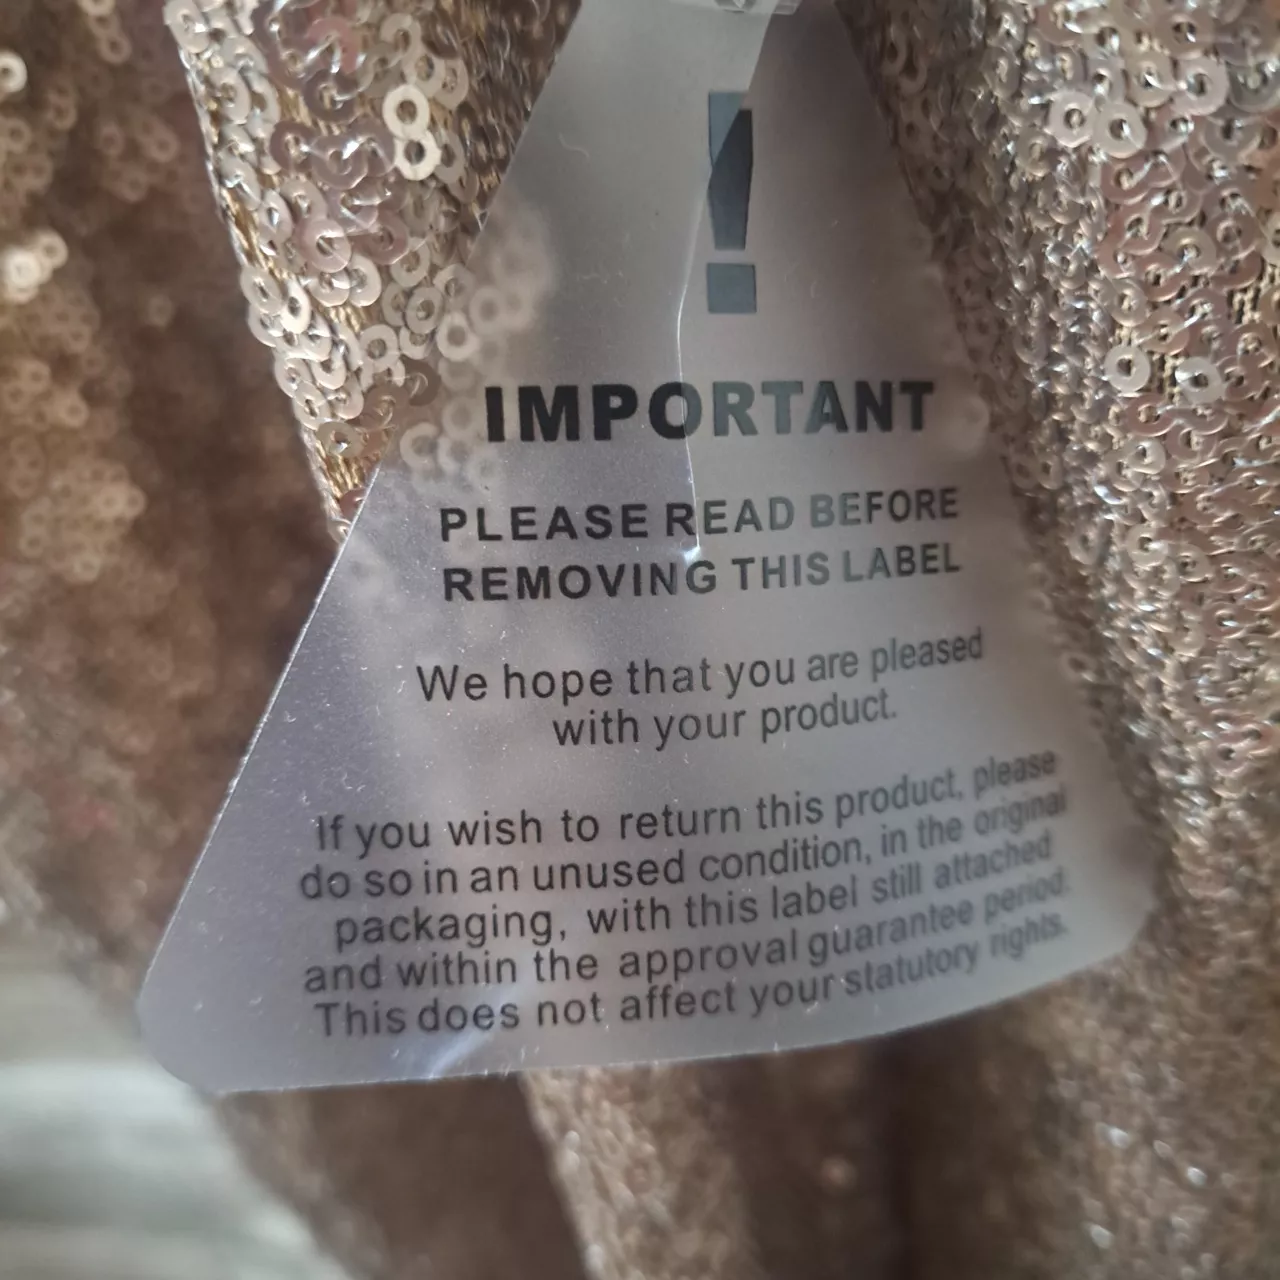 !
IMPORTANT
PLEASE READ BEFORE
REMOVING THIS LABEL
We hope that you are pleased
with your product.
If you wish to return this product, please
do so in an unused condition, in the original
packaging, with this label still attached
and within the approval guarantee period.
This does not affect your statutory rights.